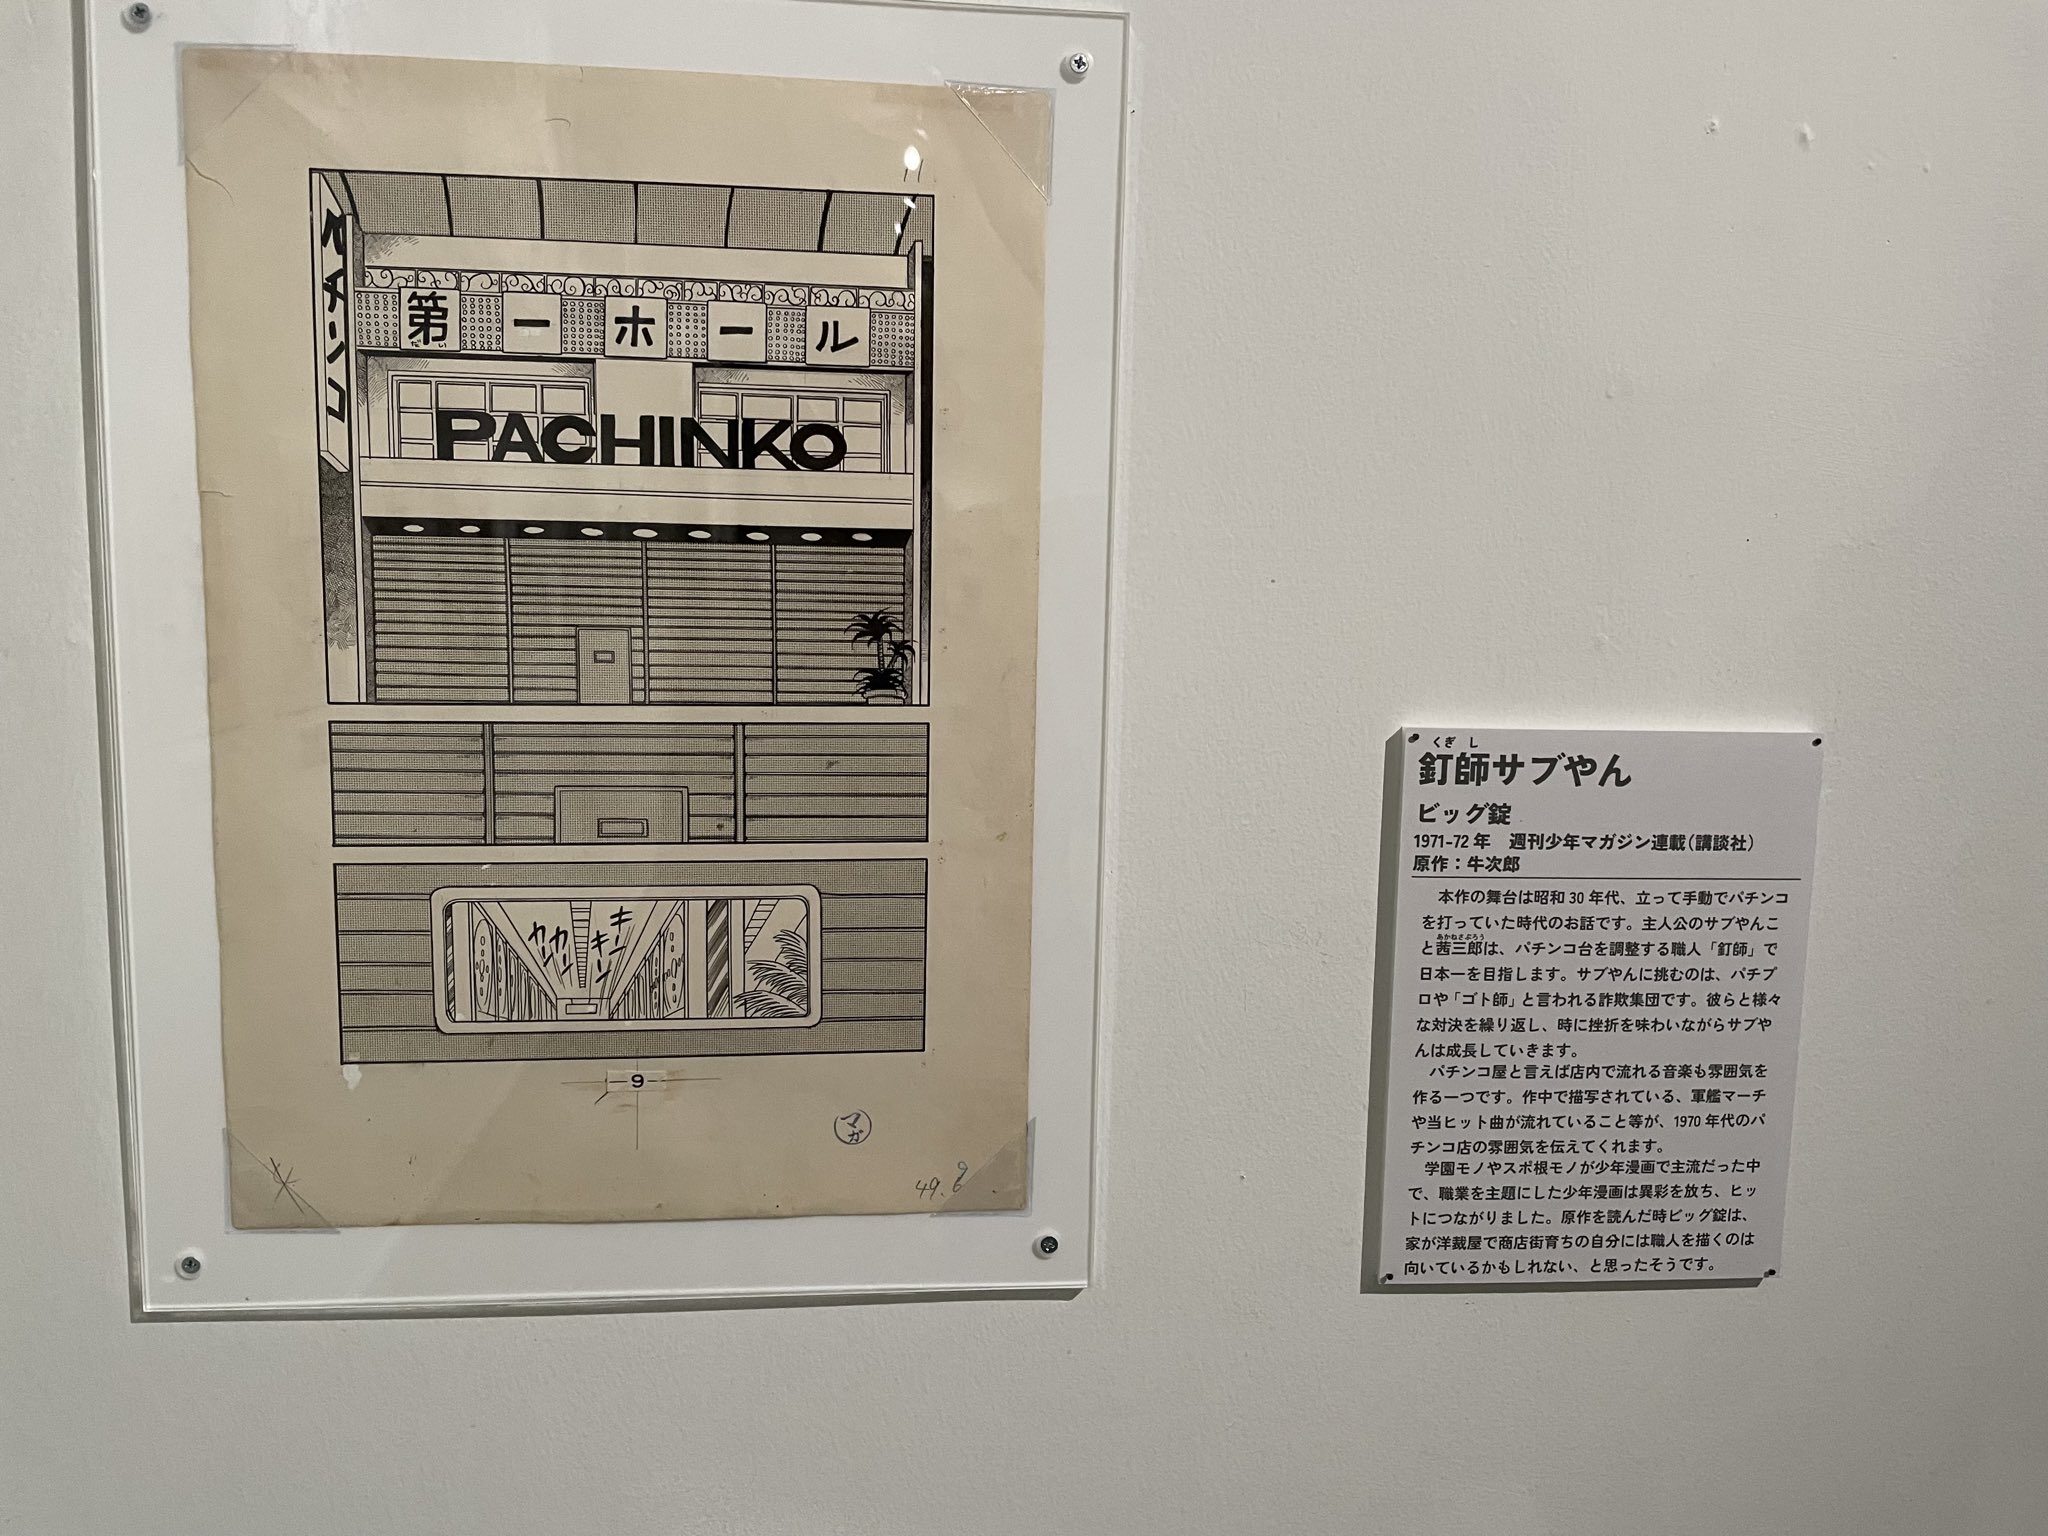 パチンコ
第一ホール
だい
PACHINKO
キーン
キーン
カーン
カーン
—9—
マガ
49.
くぎし
釘師サブやん
ビッグ錠
1971-72年　週刊少年マガジン連載（講談社）
原作：牛次郎
本作の舞台は昭和30年代、立って手動でパチンコ
を打っていた時代のお話です。主人公のサブやんこ
あかねさぶろう
と茜三郎は、パチンコ台を調整する職人「釘師」で
日本一を目指します。サブやんに挑むのは、パチプ
ロや「ゴト師」と言われる詐欺集団です。彼らと様々
な対決を繰り返し、時に挫折を味わいながらサブや
んは成長していきます。
パチンコ屋と言えば店内で流れる音楽も雰囲気を
作る一つです。作中で描写されている、軍艦マーチ
や当ヒット曲が流れていること等が、1970年代のパ
チンコ店の雰囲気を伝えてくれます。
学園モノやスポ根モノが少年漫画で主流だった中
で、職業を主題にした少年漫画は異彩を放ち、ヒッ
トにつながりました。原作を読んだ時ビッグ錠は、
家が洋裁屋で商店街育ちの自分には職人を描くのは
向いているかもしれない、と思ったそうです。